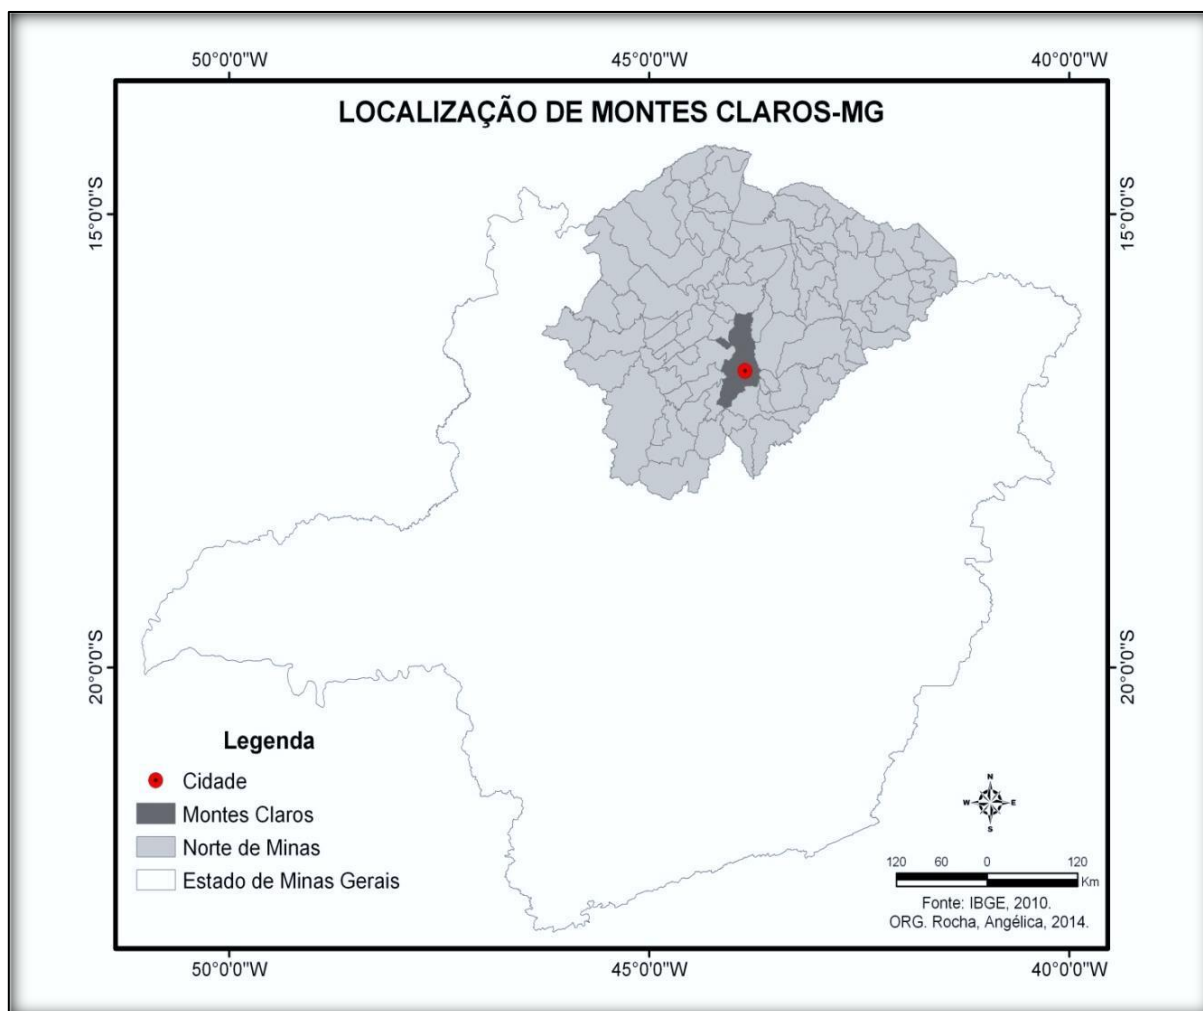 50°0'0"W 45°0'0"W 40°0'0"W
LOCALIZAÇÃO DE MONTES CLAROS-MG
15°0'0"S 15°0'0"S
20°0'0"S 20°0'0"S
Legenda
Cidade
Montes Claros
Norte de Minas
Estado de Minas Gerais
N
W E
S
120 60 0 120
Km
Fonte: IBGE, 2010.
ORG. Rocha, Angélica, 2014.
50°0'0"W 45°0'0"W 40°0'0"W